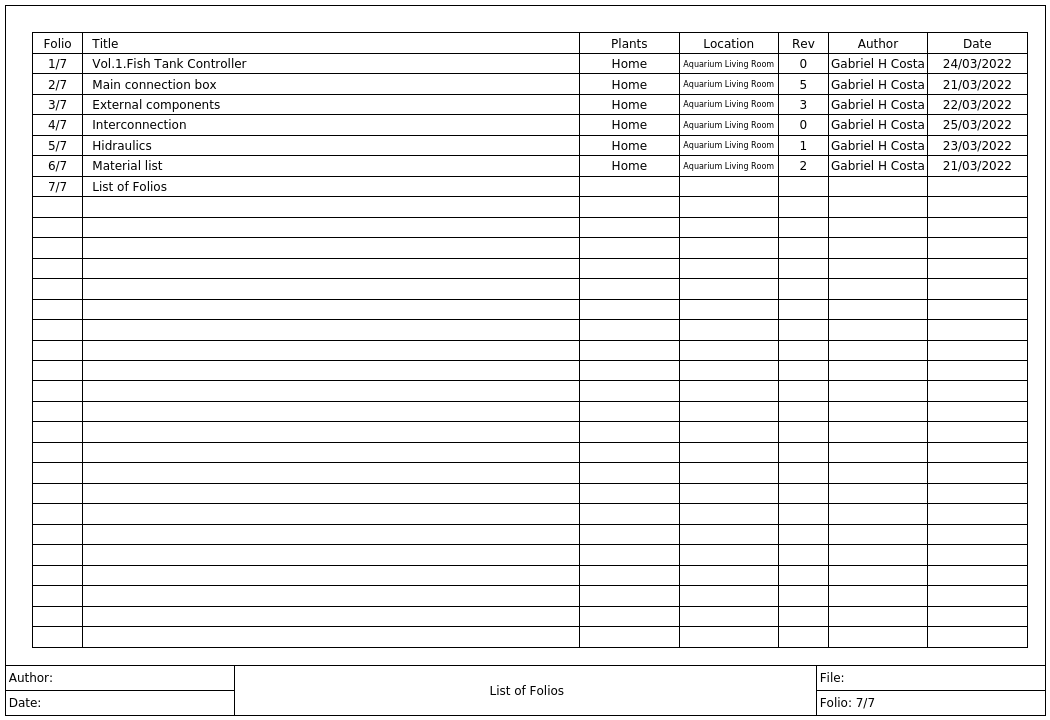 Folio Title Plants Location Rev Author Date
1/7 Vol.1.Fish Tank Controller Home Aquarium Living Room 0 Gabriel H Costa 24/03/2022
2/7 Main connection box Home Aquarium Living Room 5 Gabriel H Costa 21/03/2022
3/7 External components Home Aquarium Living Room 3 Gabriel H Costa 22/03/2022
4/7 Interconnection Home Aquarium Living Room 0 Gabriel H Costa 25/03/2022
5/7 Hidraulics Home Aquarium Living Room 1 Gabriel H Costa 23/03/2022
6/7 Material list Home Aquarium Living Room 2 Gabriel H Costa 21/03/2022
7/7 List of Folios
Author:
Date:
List of Folios
File:
Folio: 7/7